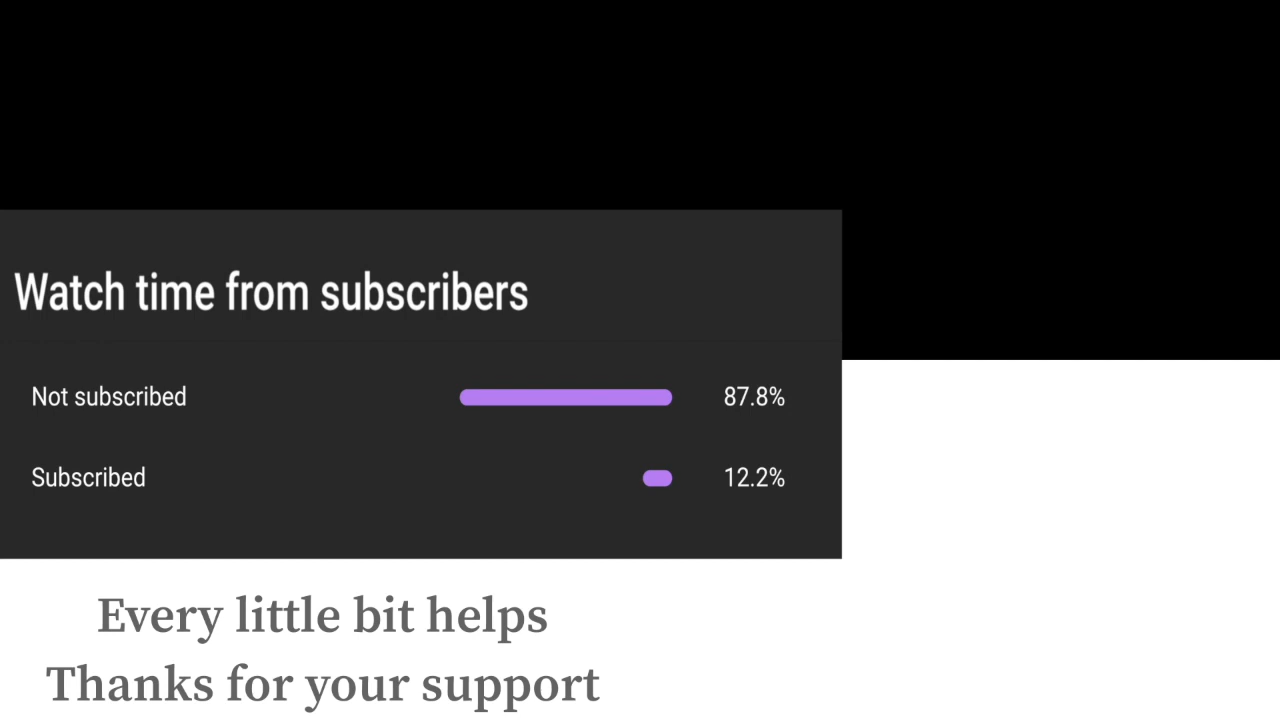 Watch time from subscribers
Not subscribed 87.8%
Subscribed 12.2%
Every little bit helps
Thanks for your support